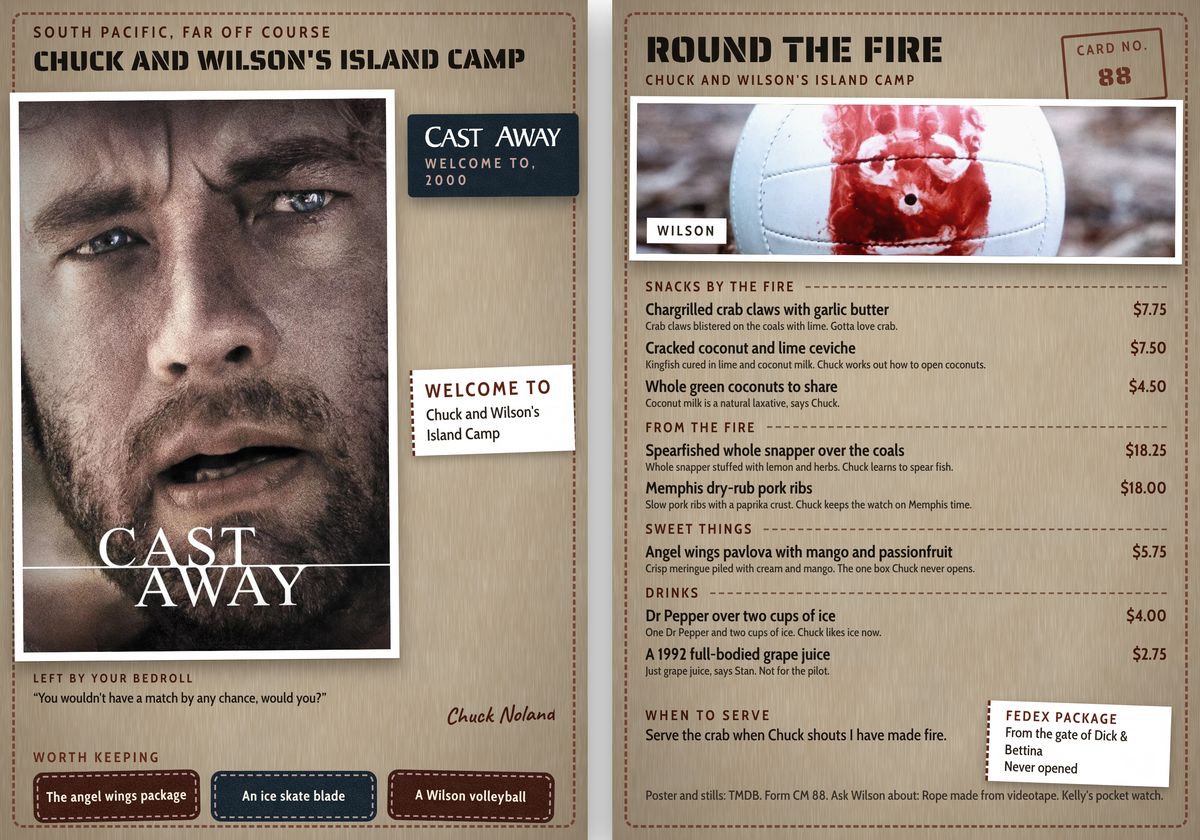 SOUTH PACIFIC, FAR OFF COURSE
CHUCK AND WILSON'S ISLAND CAMP
CAST AWAY
WELCOME TO,
2000
WELCOME TO
Chuck and Wilson's
Island Camp
CAST
AWAY
LEFT BY YOUR BEDROLL
“You wouldn't have a match by any chance, would you?”
Chuck Noland
WORTH KEEPING
The angel wings package
An ice skate blade
A Wilson volleyball
ROUND THE FIRE
CHUCK AND WILSON'S ISLAND CAMP
CARD NO.
88
WILSON
SNACKS BY THE FIRE
Chargrilled crab claws with garlic butter $7.75
Crab claws blistered on the coals with lime. Gotta love crab.
Cracked coconut and lime ceviche $7.50
Kingfish cured in lime and coconut milk. Chuck works out how to open coconuts.
Whole green coconuts to share $4.50
Coconut milk is a natural laxative, says Chuck.
FROM THE FIRE
Spearfished whole snapper over the coals $18.25
Whole snapper stuffed with lemon and herbs. Chuck learns to spear fish.
Memphis dry-rub pork ribs $18.00
Slow pork ribs with a paprika crust. Chuck keeps the watch on Memphis time.
SWEET THINGS
Angel wings pavlova with mango and passionfruit $5.75
Crisp meringue piled with cream and mango. The one box Chuck never opens.
DRINKS
Dr Pepper over two cups of ice $4.00
One Dr Pepper and two cups of ice. Chuck likes ice now.
A 1992 full-bodied grape juice $2.75
Just grape juice, says Stan. Not for the pilot.
WHEN TO SERVE
Serve the crab when Chuck shouts I have made fire.
FEDEX PACKAGE
From the gate of Dick &
Bettina
Never opened
Poster and stills: TMDB. Form CM 88. Ask Wilson about: Rope made from videotape. Kelly's pocket watch.